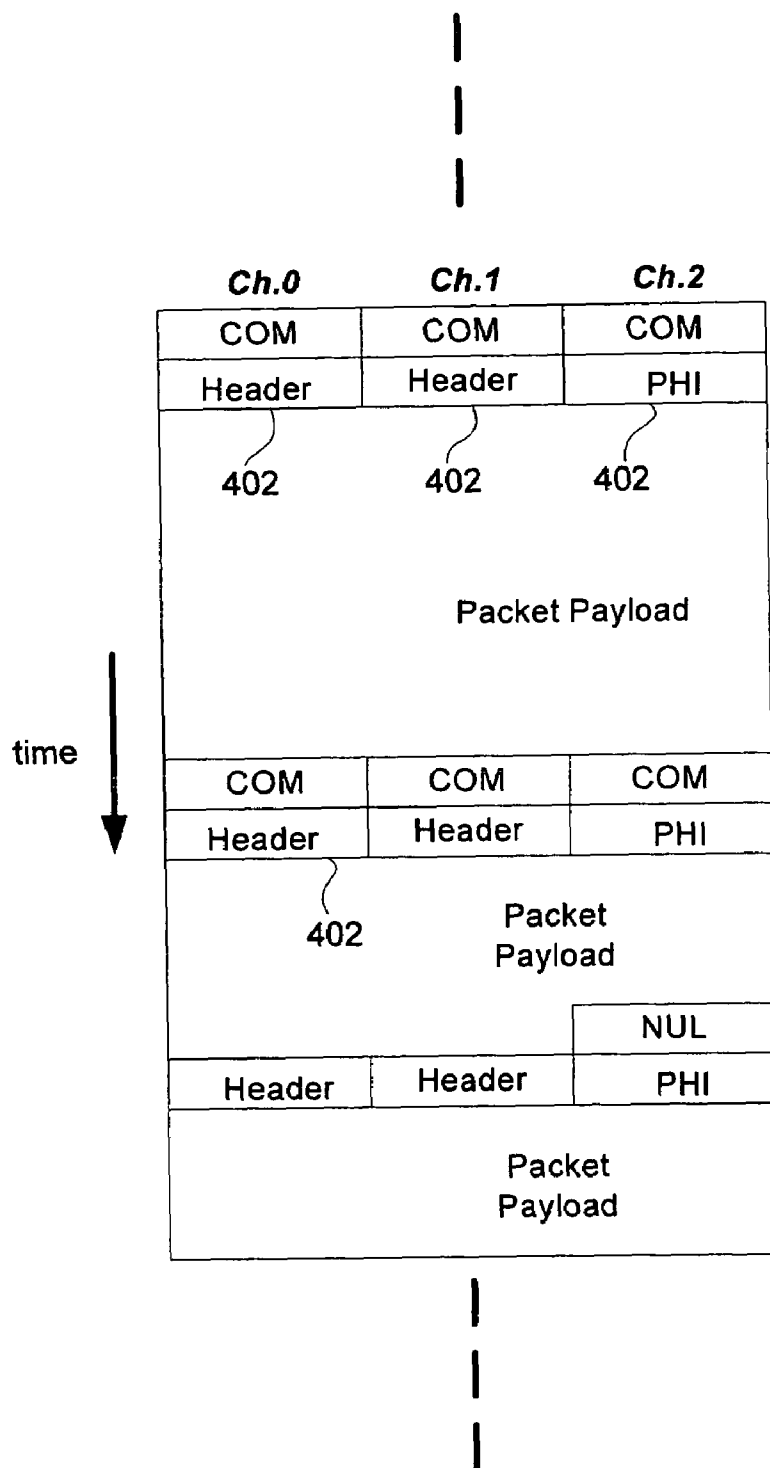 Ch.0 Ch.1 Ch.2
COM COM COM
Header Header PHI
402 402 402
Packet Payload
time
COM COM COM
Header Header PHI
402
Packet
Payload
NUL
Header Header PHI
Packet
Payload